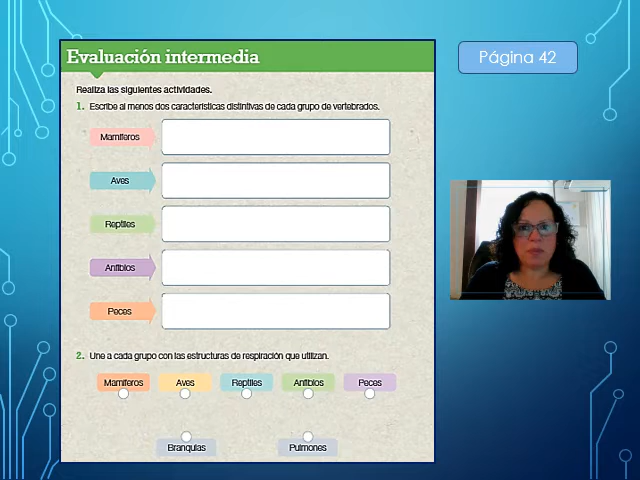 Evaluación intermedia
Página 42
Realiza las siguientes actividades.
1. Escribe al menos dos características distintivas de cada grupo de vertebrados.
Mamíferos
Aves
Reptiles
Anfibios
Peces
2. Une a cada grupo con las estructuras de respiración que utilizan.
Mamíferos Aves Reptiles Anfibios Peces
Branquias Pulmones